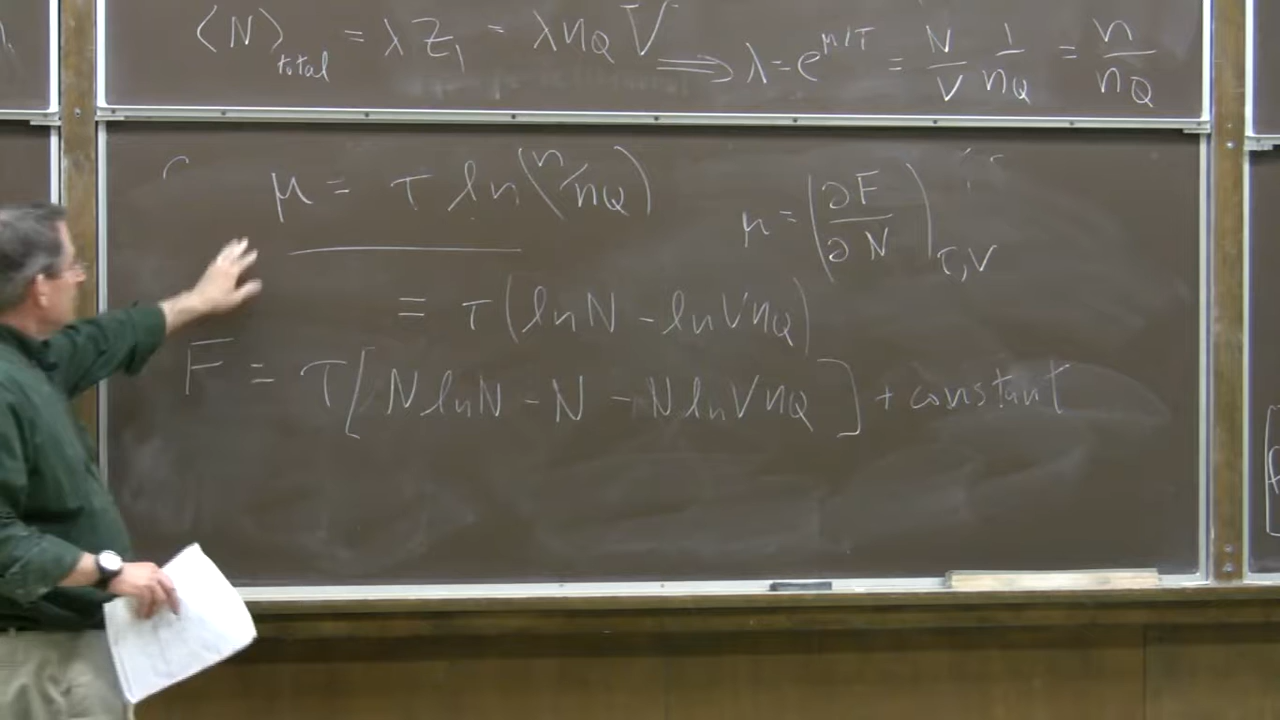 ⟨N⟩total = λ Z₁ = λ nQ V ⟹ λ = e^{μ/τ} = N/V 1/nQ = n/nQ
μ = τ ln(n/nQ)
μ = (∂F/∂N)τ,V
= τ(ln N - ln V nQ)
F = τ[N ln N - N - N ln V nQ] + constant